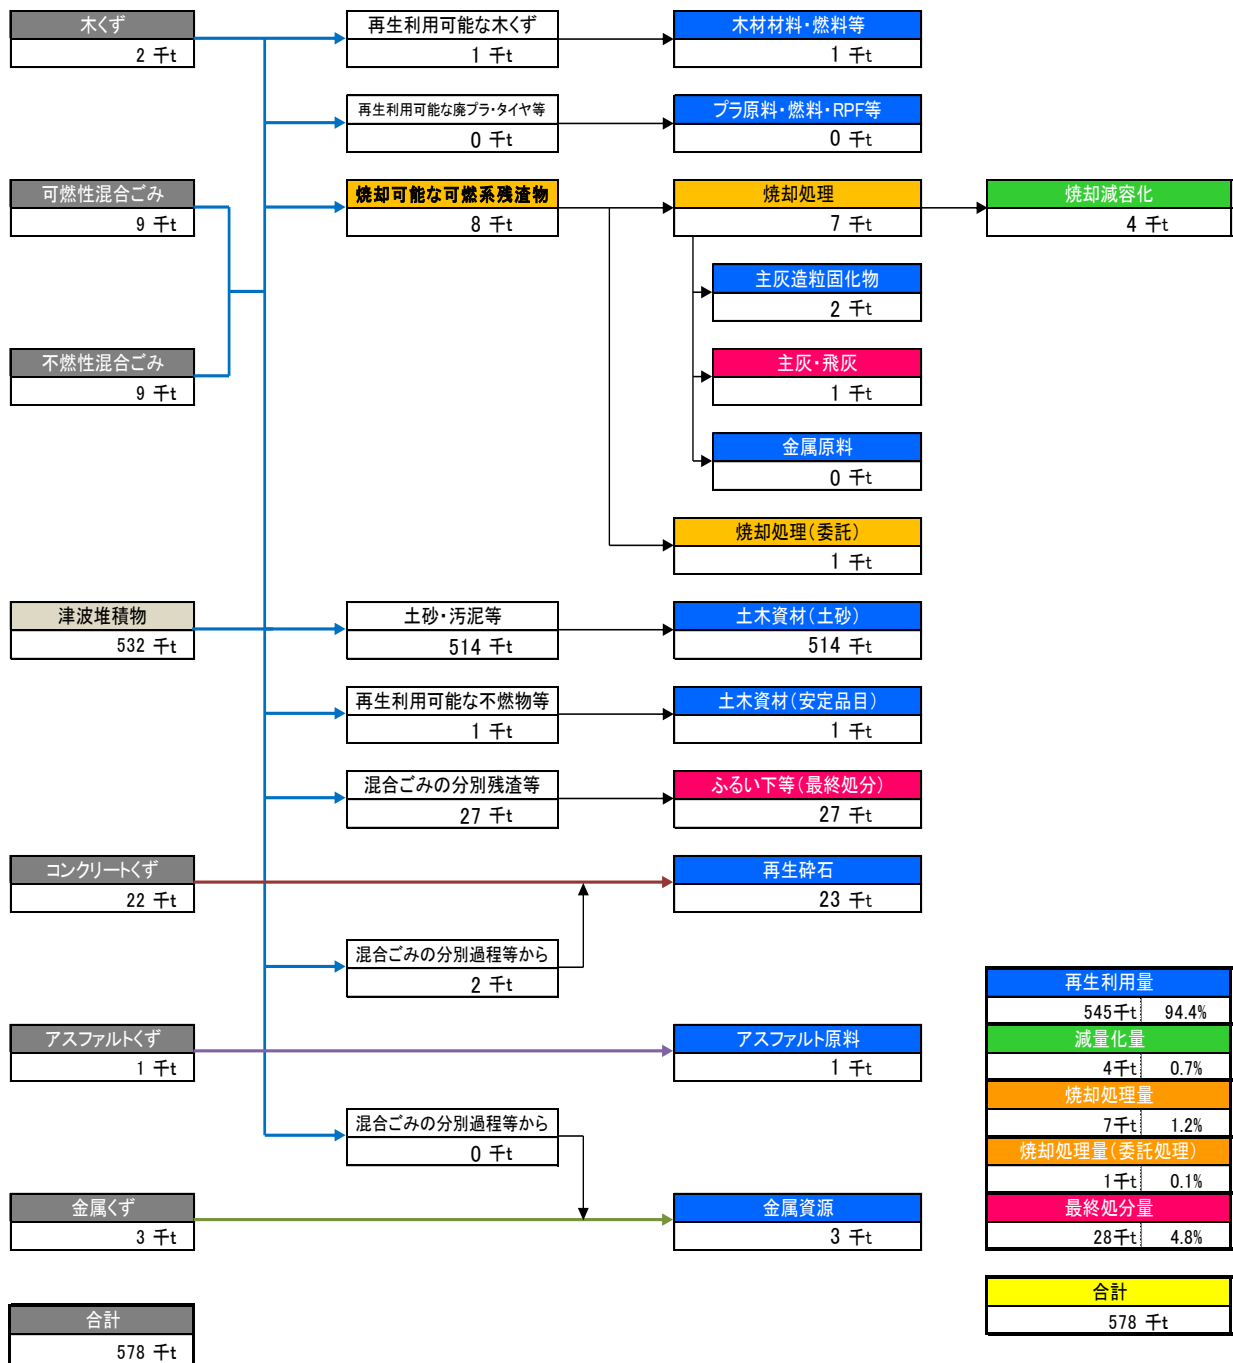 木くず
2 千t
再生利用可能な木くず
1 千t
木材材料・燃料等
1 千t
再生利用可能な廃プラ・タイヤ等
0 千t
プラ原料・燃料・RPF等
0 千t
可燃性混合ごみ
9 千t
焼却可能な可燃系残渣物
8 千t
焼却処理
7 千t
焼却減容化
4 千t
主灰造粒固化物
2 千t
不燃性混合ごみ
9 千t
主灰・飛灰
1 千t
金属原料
0 千t
焼却処理(委託)
1 千t
津波堆積物
532 千t
土砂・汚泥等
514 千t
土木資材(土砂)
514 千t
再生利用可能な不燃物等
1 千t
土木資材(安定品目)
1 千t
混合ごみの分別残渣等
27 千t
ふるい下等(最終処分)
27 千t
コンクリートくず
22 千t
再生砕石
23 千t
混合ごみの分別過程等から
2 千t
アスファルトくず
1 千t
アスファルト原料
1 千t
混合ごみの分別過程等から
0 千t
金属くず
3 千t
金属資源
3 千t
再生利用量
545千t 94.4%
減量化量
4千t 0.7%
焼却処理量
7千t 1.2%
焼却処理量(委託処理)
1千t 0.1%
最終処分量
28千t 4.8%
合計
578 千t
合計
578 千t